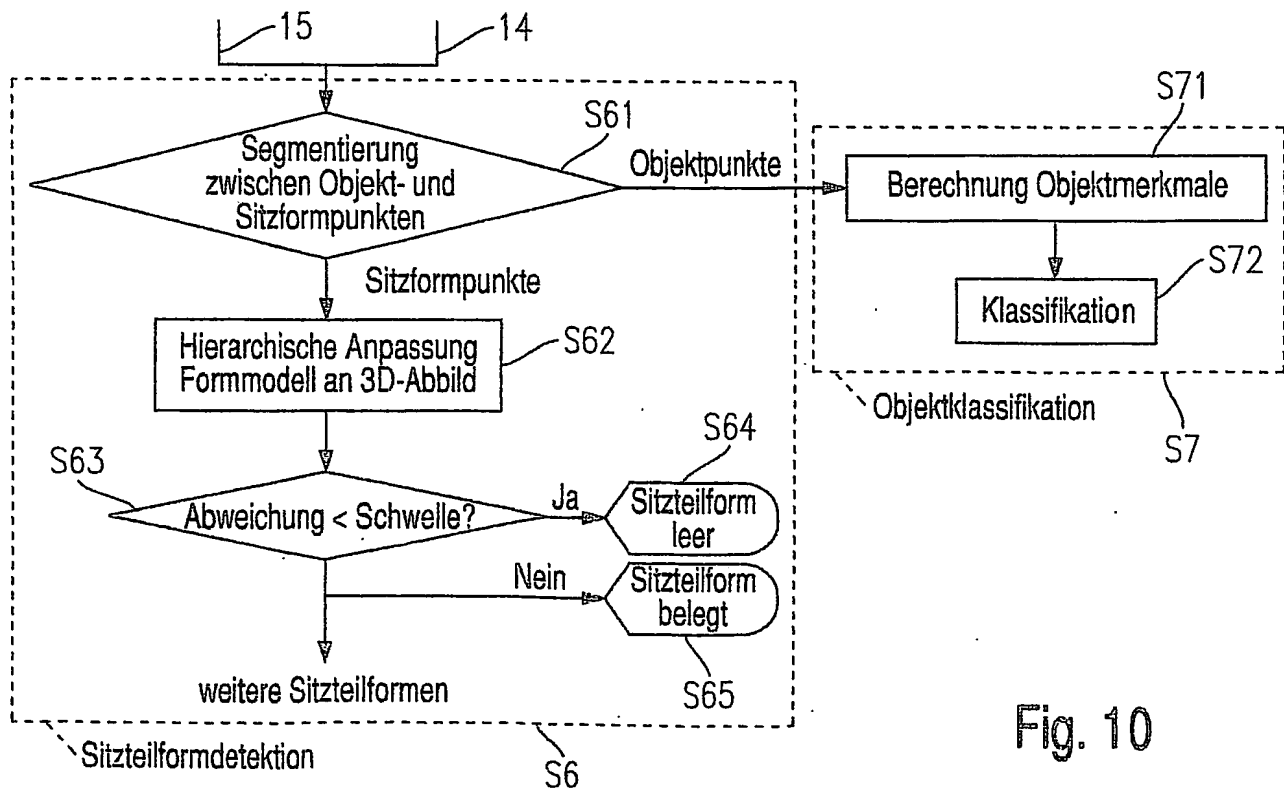 15
14
S61
Segmentierung
zwischen Objekt- und
Sitzformpunkten
Objektpunkte
S71
Berechnung Objektmerkmale
S72
Klassifikation
Objektklassifikation
S7
Sitzformpunkte
Hierarchische Anpassung
Formmodell an 3D-Abbild
S62
S63
Abweichung < Schwelle?
Ja
S64
Sitzteilform
leer
Nein
Sitzteilform
belegt
S65
weitere Sitzteilformen
Sitzteilformdetektion
S6
Fig. 10